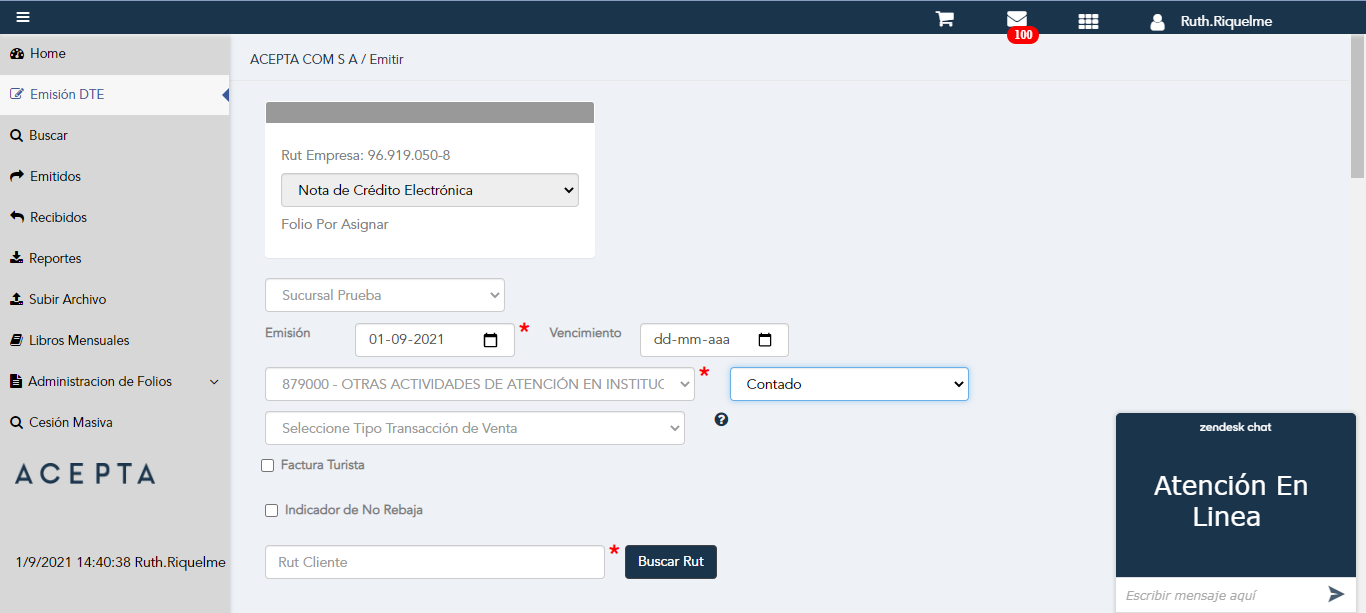 100
Ruth.Riquelme
Home
Emisión DTE
Buscar
Emitidos
Recibidos
Reportes
Subir Archivo
Libros Mensuales
Administracion de Folios
Cesión Masiva
ACEPTA
1/9/2021 14:40:38 Ruth.Riquelme
ACEPTA COM S A / Emitir
Rut Empresa: 96.919.050-8
Nota de Crédito Electrónica
Folio Por Asignar
Sucursal Prueba
Emisión
01-09-2021
*
Vencimiento
dd-mm-aaa
879000 - OTRAS ACTIVIDADES DE ATENCIÓN EN INSTITUC
*
Contado
Seleccione Tipo Transacción de Venta
?
Factura Turista
Indicador de No Rebaja
Rut Cliente
*
Buscar Rut
zendesk chat
Atención En
Linea
Escribir mensaje aquí